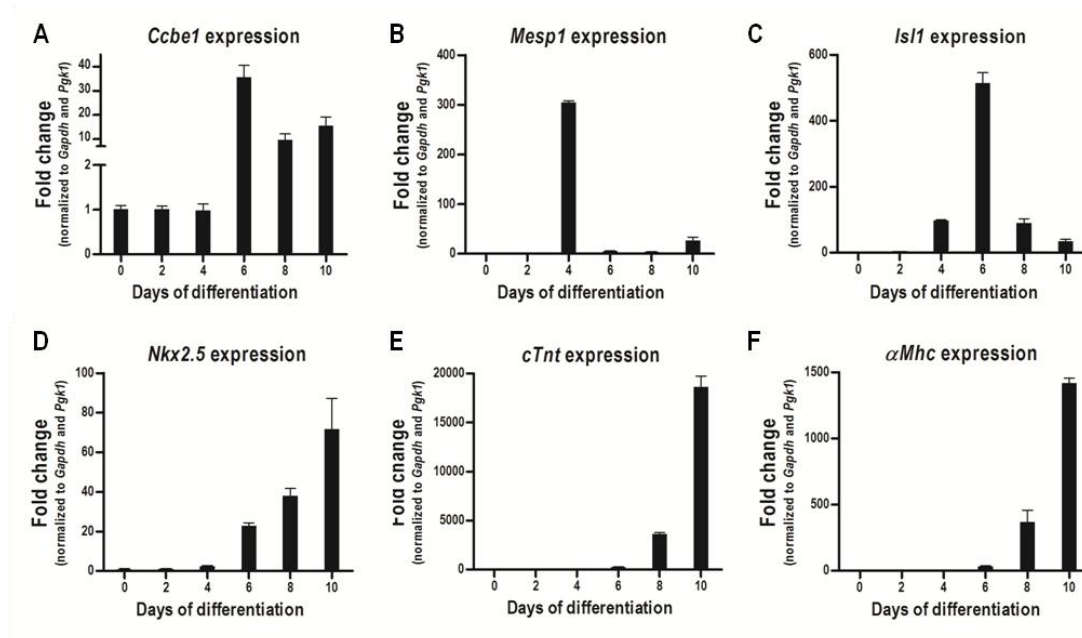 A
Ccbe1 expression
Fold change
(normalized to Gapdh and Pgk1)
40
30
20
10
2
1
0
0 2 4 6 8 10
Days of differentiation
B
Mesp1 expression
Fold change
(normalized to Gapdh and Pgk1)
400
300
200
100
0
0 2 4 6 8 10
Days of differentiation
C
Isl1 expression
Fold change
(normalized to Gapdh and Pgk1)
600
400
200
0
0 2 4 6 8 10
Days of differentiation
D
Nkx2.5 expression
Fold change
(normalized to Gapdh and Pgk1)
100
80
60
40
20
0
0 2 4 6 8 10
Days of differentiation
E
cTnt expression
Fold change
(normalized to Gapdh and Pgk1)
20000
15000
10000
5000
0
0 2 4 6 8 10
Days of differentiation
F
αMhc expression
Fold change
(normalized to Gapdh and Pgk1)
1500
1000
500
0
0 2 4 6 8 10
Days of differentiation